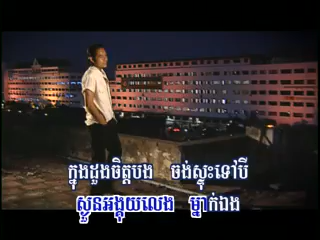 ក្នុងដួងចិត្តបង ចង់ស្ទុះទៅបី
ស្ងួនអង្គុយលេង ម្នាក់ឯង